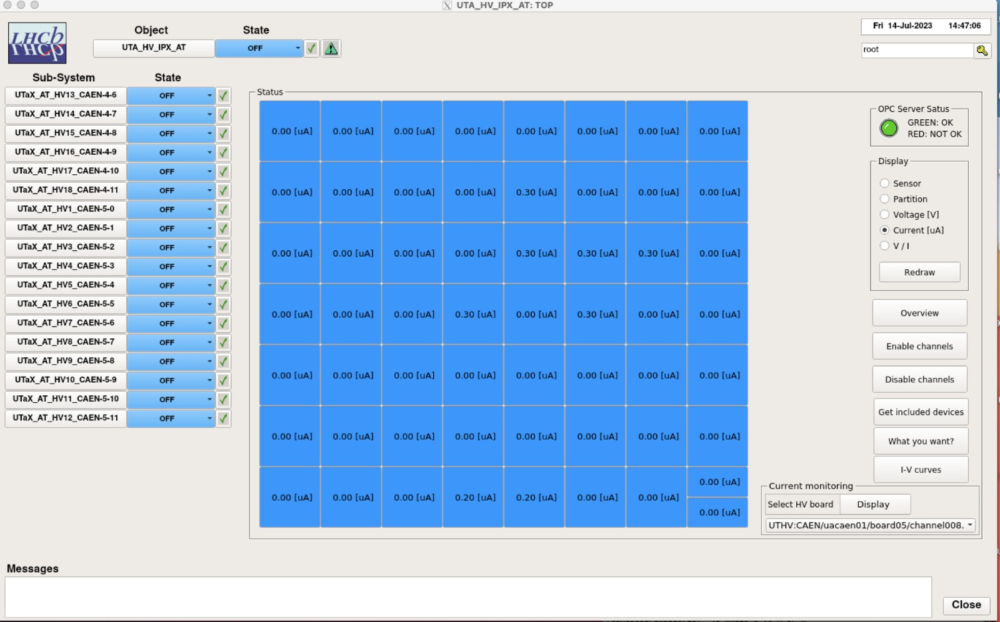 UTA_HV_IPX_AT: TOP
LHCb
Object State
UTA_HV_IPX_AT OFF
Fri 14-Jul-2023 14:47:06
root
Sub-System State
UTaX_AT_HV13_CAEN-4-6 OFF
UTaX_AT_HV14_CAEN-4-7 OFF
UTaX_AT_HV15_CAEN-4-8 OFF
UTaX_AT_HV16_CAEN-4-9 OFF
UTaX_AT_HV17_CAEN-4-10 OFF
UTaX_AT_HV18_CAEN-4-11 OFF
UTaX_AT_HV1_CAEN-5-0 OFF
UTaX_AT_HV2_CAEN-5-1 OFF
UTaX_AT_HV3_CAEN-5-2 OFF
UTaX_AT_HV4_CAEN-5-3 OFF
UTaX_AT_HV5_CAEN-5-4 OFF
UTaX_AT_HV6_CAEN-5-5 OFF
UTaX_AT_HV7_CAEN-5-6 OFF
UTaX_AT_HV8_CAEN-5-7 OFF
UTaX_AT_HV9_CAEN-5-8 OFF
UTaX_AT_HV10_CAEN-5-9 OFF
UTaX_AT_HV11_CAEN-5-10 OFF
UTaX_AT_HV12_CAEN-5-11 OFF
Status
0.00 [uA] 0.00 [uA] 0.00 [uA] 0.00 [uA] 0.00 [uA] 0.00 [uA] 0.00 [uA] 0.00 [uA]
0.00 [uA] 0.00 [uA] 0.00 [uA] 0.00 [uA] 0.30 [uA] 0.00 [uA] 0.00 [uA] 0.00 [uA]
0.00 [uA] 0.00 [uA] 0.00 [uA] 0.00 [uA] 0.30 [uA] 0.30 [uA] 0.30 [uA] 0.00 [uA]
0.00 [uA] 0.00 [uA] 0.00 [uA] 0.30 [uA] 0.00 [uA] 0.30 [uA] 0.00 [uA] 0.00 [uA]
0.00 [uA] 0.00 [uA] 0.00 [uA] 0.00 [uA] 0.00 [uA] 0.00 [uA] 0.00 [uA] 0.00 [uA]
0.00 [uA] 0.00 [uA] 0.00 [uA] 0.00 [uA] 0.00 [uA] 0.00 [uA] 0.00 [uA] 0.00 [uA]
0.00 [uA] 0.00 [uA] 0.00 [uA] 0.20 [uA] 0.20 [uA] 0.00 [uA] 0.00 [uA] 0.00 [uA]
0.00 [uA]
OPC Server Satus
GREEN: OK
RED: NOT OK
Display
Sensor
Partition
Voltage [V]
Current [uA]
V / I
Redraw
Overview
Enable channels
Disable channels
Get included devices
What you want?
I-V curves
Current monitoring
Select HV board Display
UTHV:CAEN/uacaen01/board05/channel008.
Messages
Close